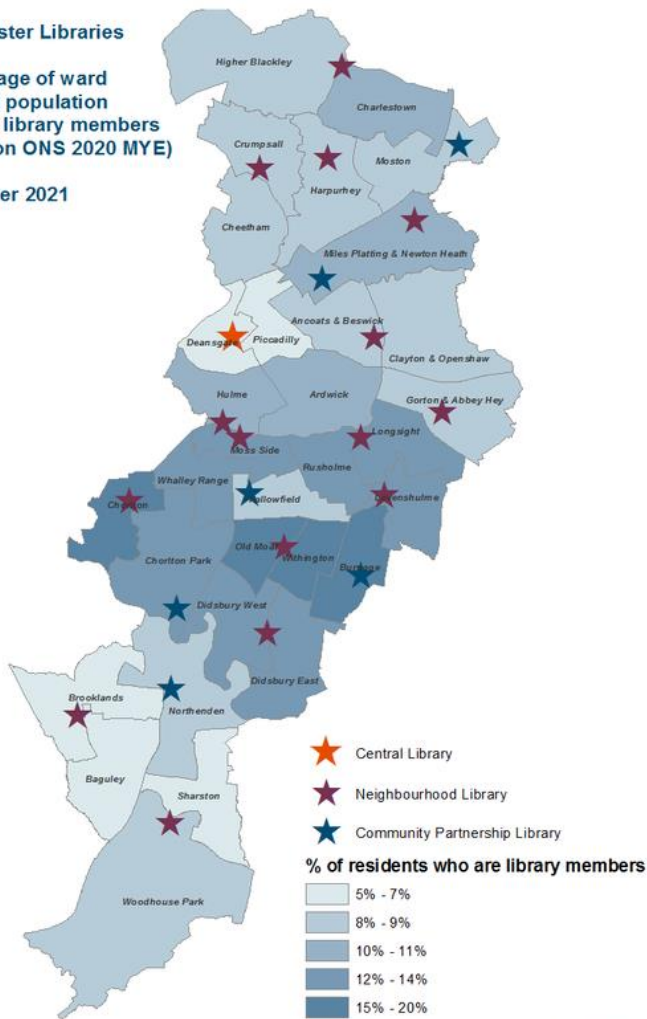 ster Libraries
age of ward
population
library members
on ONS 2020 MYE)
er 2021
Higher Blackley
Charlestown
Crumpsall
Moston
Harpurhey
Cheetham
Miles Platting & Newton Heath
Ancoats & Beswick
Deansgate
Piccadilly
Clayton & Openshaw
Hulme
Ardwick
Gorton & Abbey Hey
Longsight
Moss Side
Rusholme
Whalley Range
Fallowfield
Levenshulme
Chorlton
Old Moat
Withington
Burnage
Chorlton Park
Didsbury West
Didsbury East
Brooklands
Northenden
Baguley
Sharston
Woodhouse Park
Central Library
Neighbourhood Library
Community Partnership Library
% of residents who are library members
5% - 7%
8% - 9%
10% - 11%
12% - 14%
15% - 20%